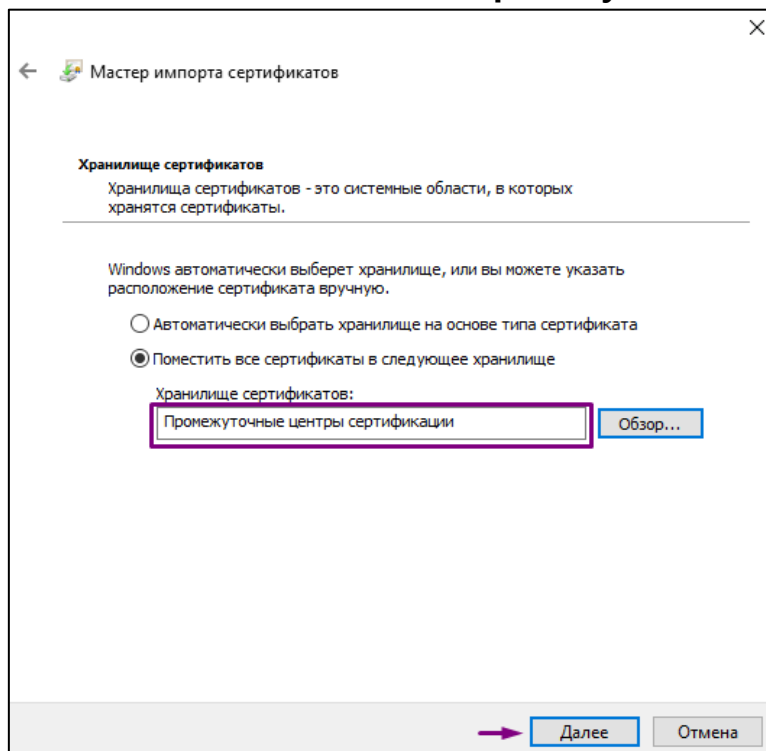 Мастер импорта сертификатов
Хранилище сертификатов
Хранилища сертификатов - это системные области, в которых
хранятся сертификаты.
Windows автоматически выберет хранилище, или вы можете указать
расположение сертификата вручную.
Автоматически выбрать хранилище на основе типа сертификата
Поместить все сертификаты в следующее хранилище
Хранилище сертификатов:
Промежуточные центры сертификации
Обзор...
Далее
Отмена